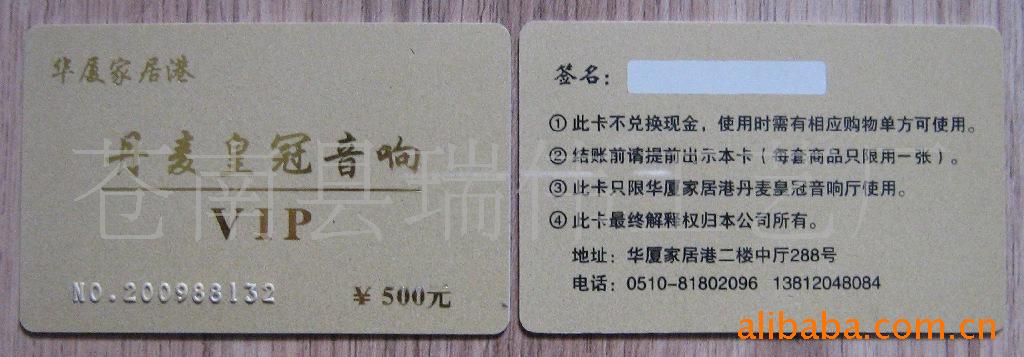 华厦家居港
丹麦皇冠音响
VIP
NO.200988132
￥500元
签名：
①此卡不兑换现金，使用时需有相应购物单方可使用。
②结账前请提前出示本卡（每套商品只限用一张）。
③此卡只限华厦家居港丹麦皇冠音响厅使用。
④此卡最终解释权归本公司所有。
地址：华厦家居港二楼中厅288号
电话：0510-81802096 13812048084
苍南县瑞伟工艺厂
alibaba.com.cn